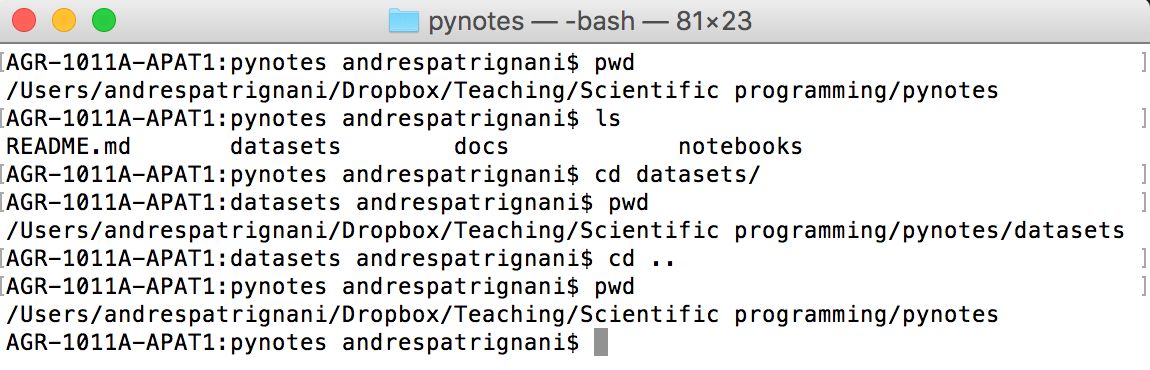 pynotes — -bash — 81×23
[AGR-1011A-APAT1:pynotes andrespatrignani$ pwd ]
/Users/andrespatrignani/Dropbox/Teaching/Scientific programming/pynotes
[AGR-1011A-APAT1:pynotes andrespatrignani$ ls ]
README.md datasets docs notebooks
[AGR-1011A-APAT1:pynotes andrespatrignani$ cd datasets/ ]
[AGR-1011A-APAT1:datasets andrespatrignani$ pwd ]
/Users/andrespatrignani/Dropbox/Teaching/Scientific programming/pynotes/datasets
[AGR-1011A-APAT1:datasets andrespatrignani$ cd .. ]
[AGR-1011A-APAT1:pynotes andrespatrignani$ pwd ]
/Users/andrespatrignani/Dropbox/Teaching/Scientific programming/pynotes
AGR-1011A-APAT1:pynotes andrespatrignani$